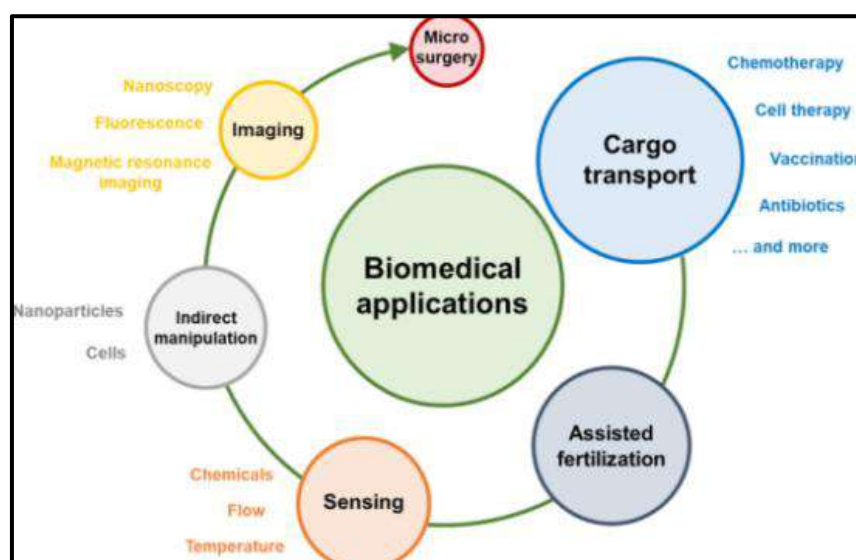 Micro
surgery
Nanoscopy
Fluorescence
Magnetic resonance
imaging
Imaging
Chemotherapy
Cell therapy
Vaccination
Antibiotics
... and more
Cargo
transport
Biomedical
applications
Nanoparticles
Cells
Indirect
manipulation
Assisted
fertilization
Chemicals
Flow
Temperature
Sensing